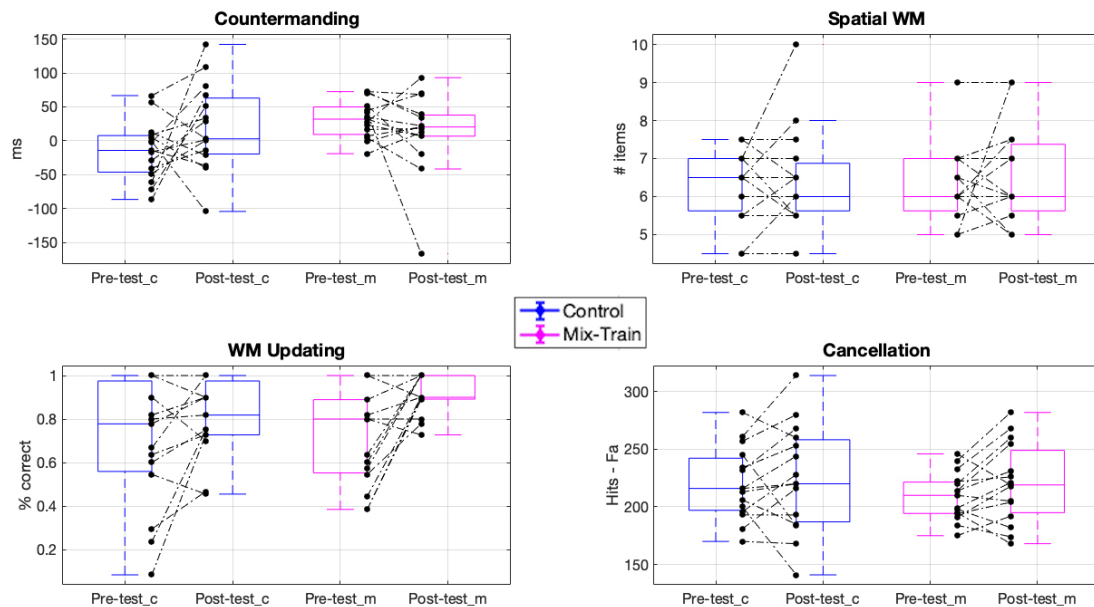 Countermanding
150
100
50
0
-50
-100
-150
ms
Pre-test_c Post-test_c Pre-test_m Post-test_m
Spatial WM
10
9
8
7
6
5
# items
Pre-test_c Post-test_c Pre-test_m Post-test_m
Control
Mix-Train
WM Updating
1
0.8
0.6
0.4
0.2
% correct
Pre-test_c Post-test_c Pre-test_m Post-test_m
Cancellation
300
250
200
150
Hits - Fa
Pre-test_c Post-test_c Pre-test_m Post-test_m